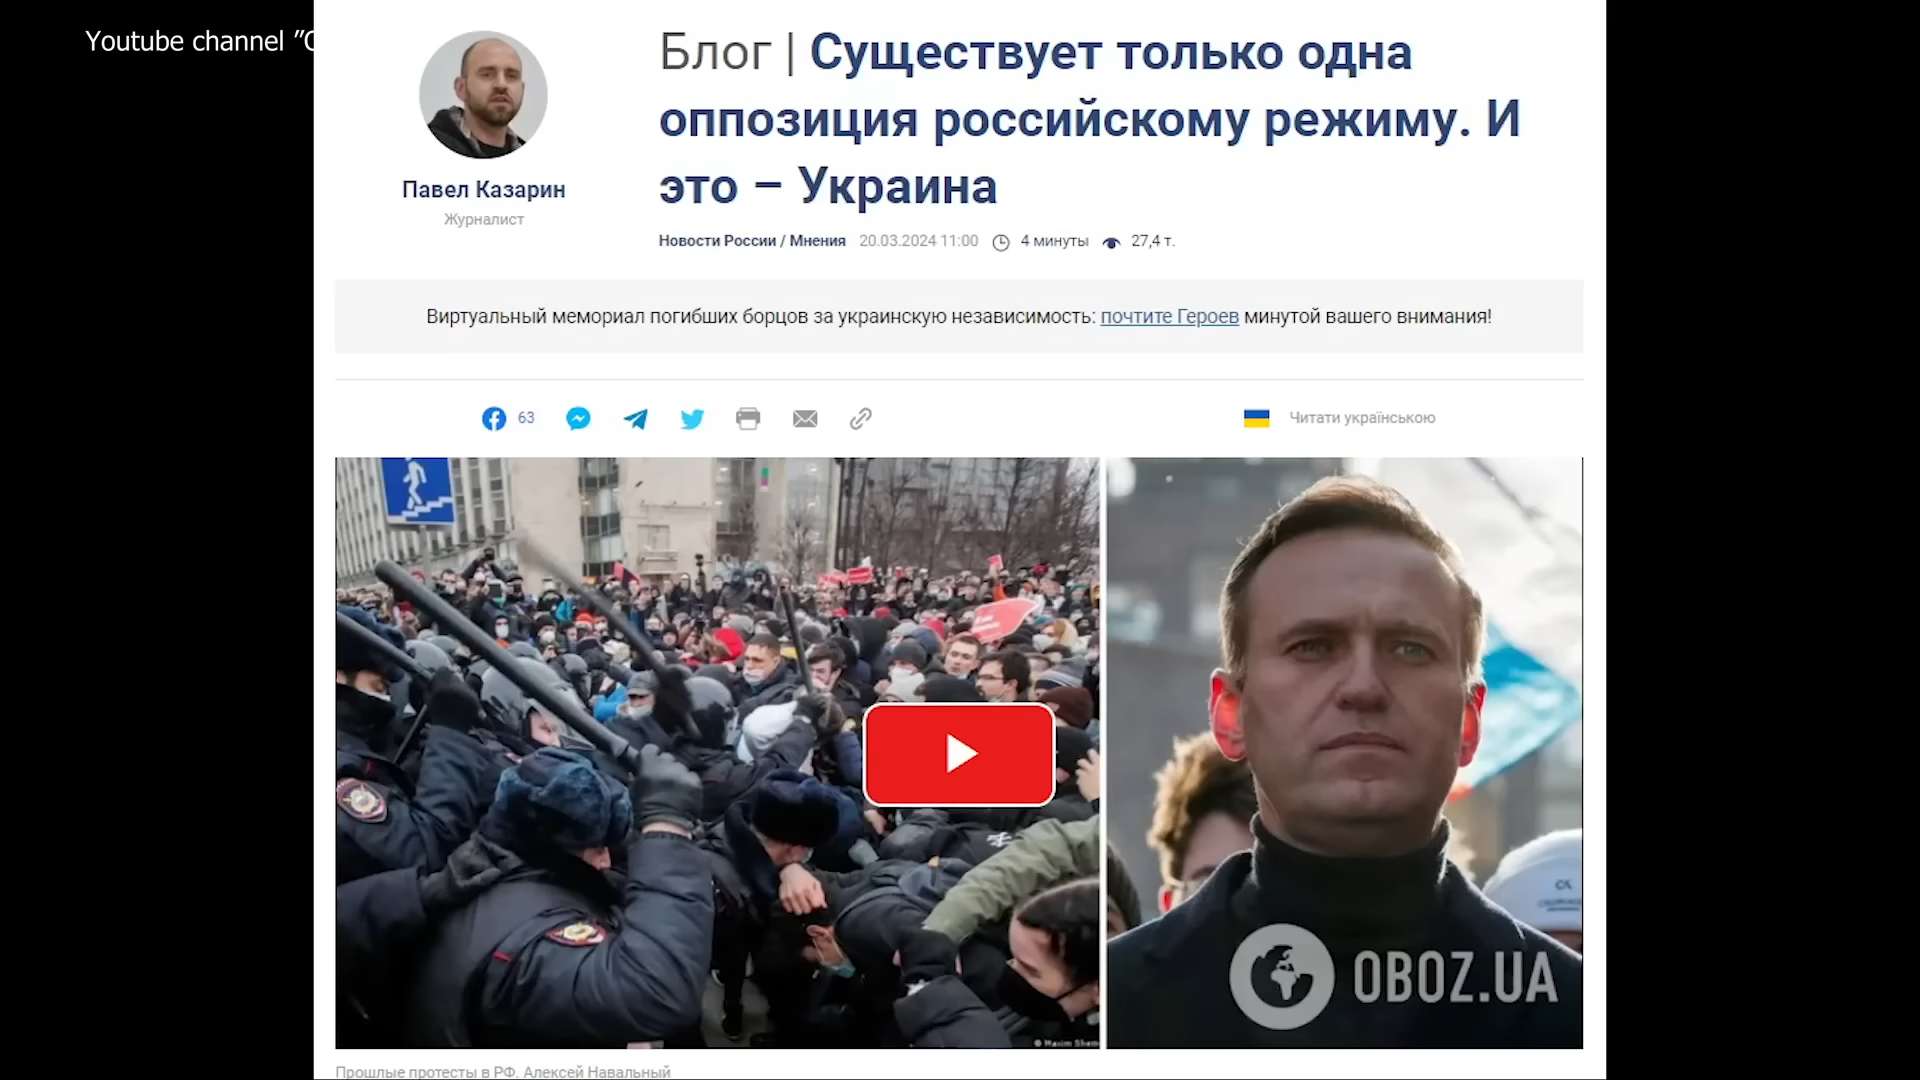 Youtube channel "
Блог | Существует только одна
оппозиция российскому режиму. И
это – Украина
Павел Казарин
Журналист
Новости России / Мнения 20.03.2024 11:00 4 минуты 27,4 т.
Виртуальный мемориал погибших борцов за украинскую независимость: почтите Героев минутой вашего внимания!
63
Читати українською
OBOZ.UA
Прошлые протесты в РФ. Алексей Навальный